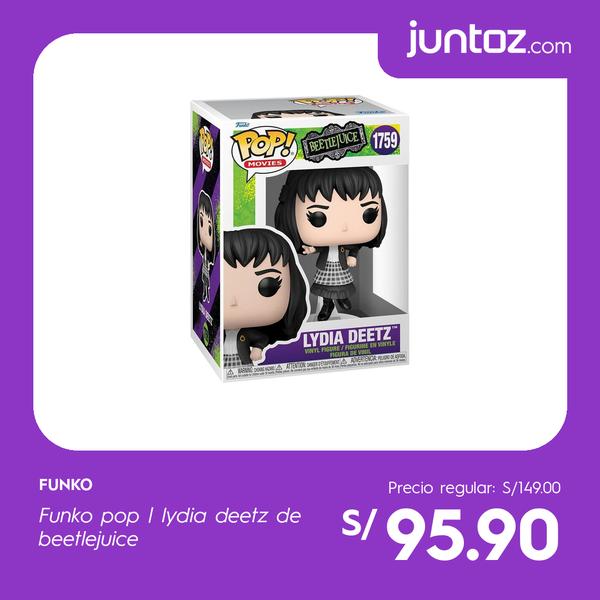 juntoz.com
Funko
POP!
MOVIES
BEETLEJUICE
1759
LYDIA DEETZ™
VINYL FIGURE / FIGURINE EN VINYLE
FIGURA DE VINIL
FUNKO
Funko pop | lydia deetz de
beetlejuice
Precio regular: S/149.00
S/ 95.90